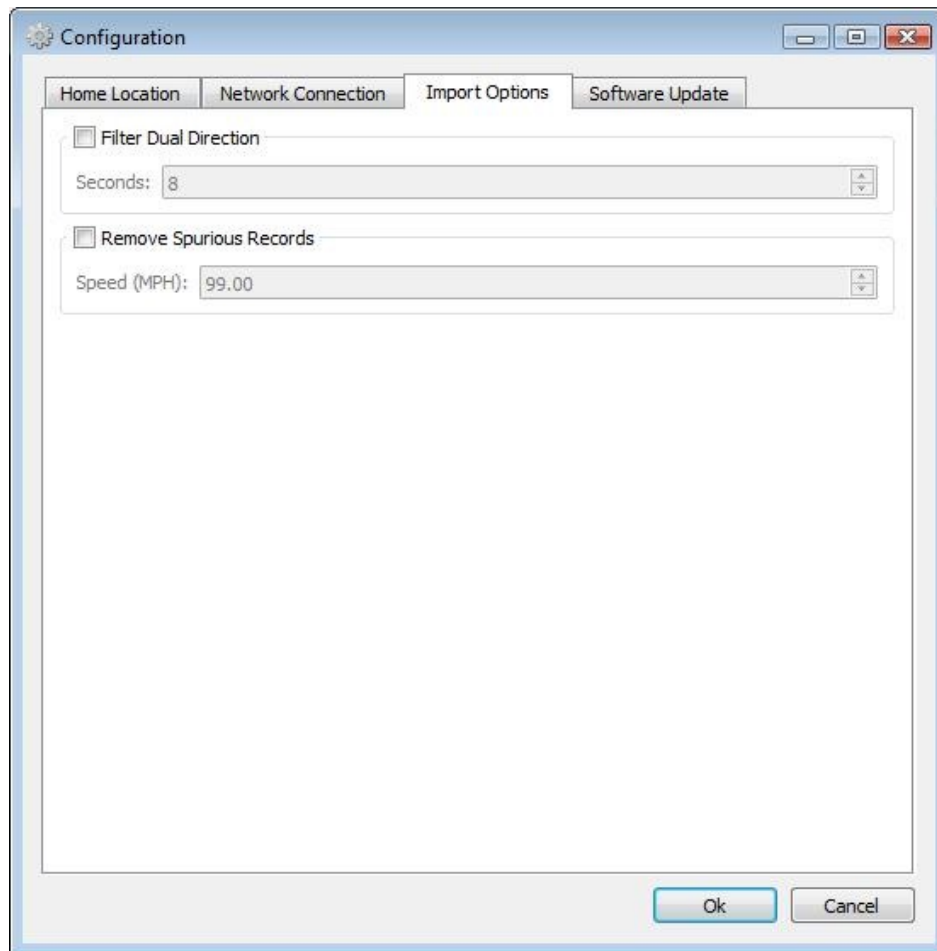 Configuration
Home Location Network Connection Import Options Software Update
Filter Dual Direction
Seconds: 8
Remove Spurious Records
Speed (MPH): 99.00
Ok Cancel